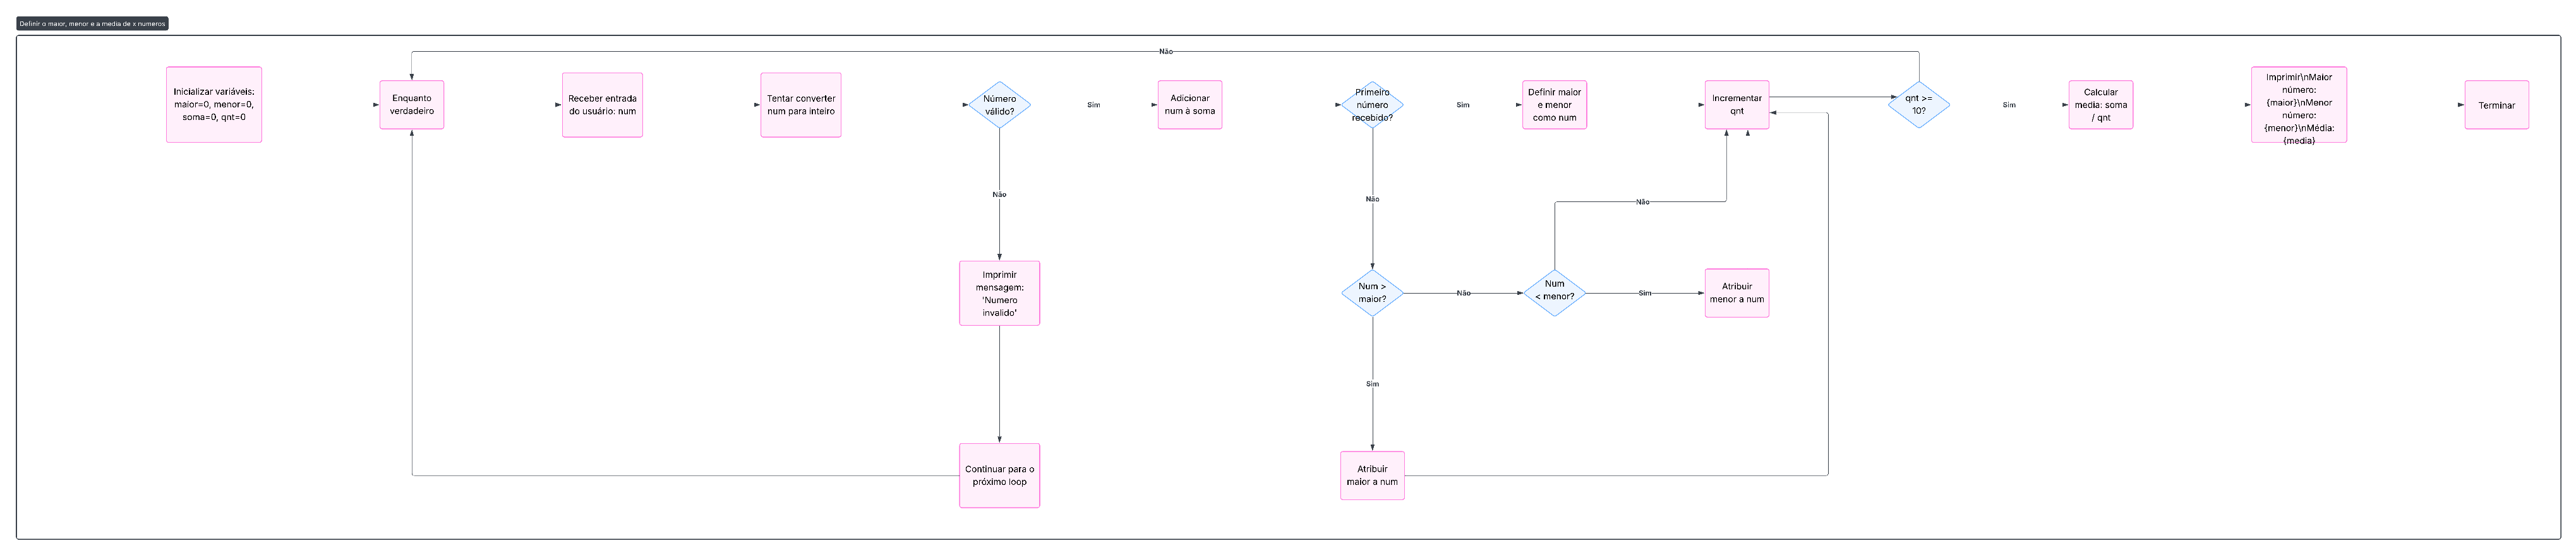 Definir o maior, menor e a media de x numeros
Não
Inicializar variáveis:
maior=0, menor=0,
soma=0, qnt=0
Enquanto
verdadeiro
Receber entrada
do usuário: num
Tentar converter
num para inteiro
Número
válido?
Sim
Adicionar
num à soma
Primeiro
número
recebido?
Sim
Definir maior
e menor
como num
Incrementar
qnt
qnt >=
10?
Sim
Calcular
media: soma
/ qnt
Imprimir\nMaior
número:
{maior}\nMenor
número:
{menor}\nMédia:
{media}
Terminar
Não
Não
Não
Imprimir
mensagem:
'Numero
invalido'
Num >
maior?
Não
Num
< menor?
Sim
Atribuir
menor a num
Sim
Continuar para o
próximo loop
Atribuir
maior a num